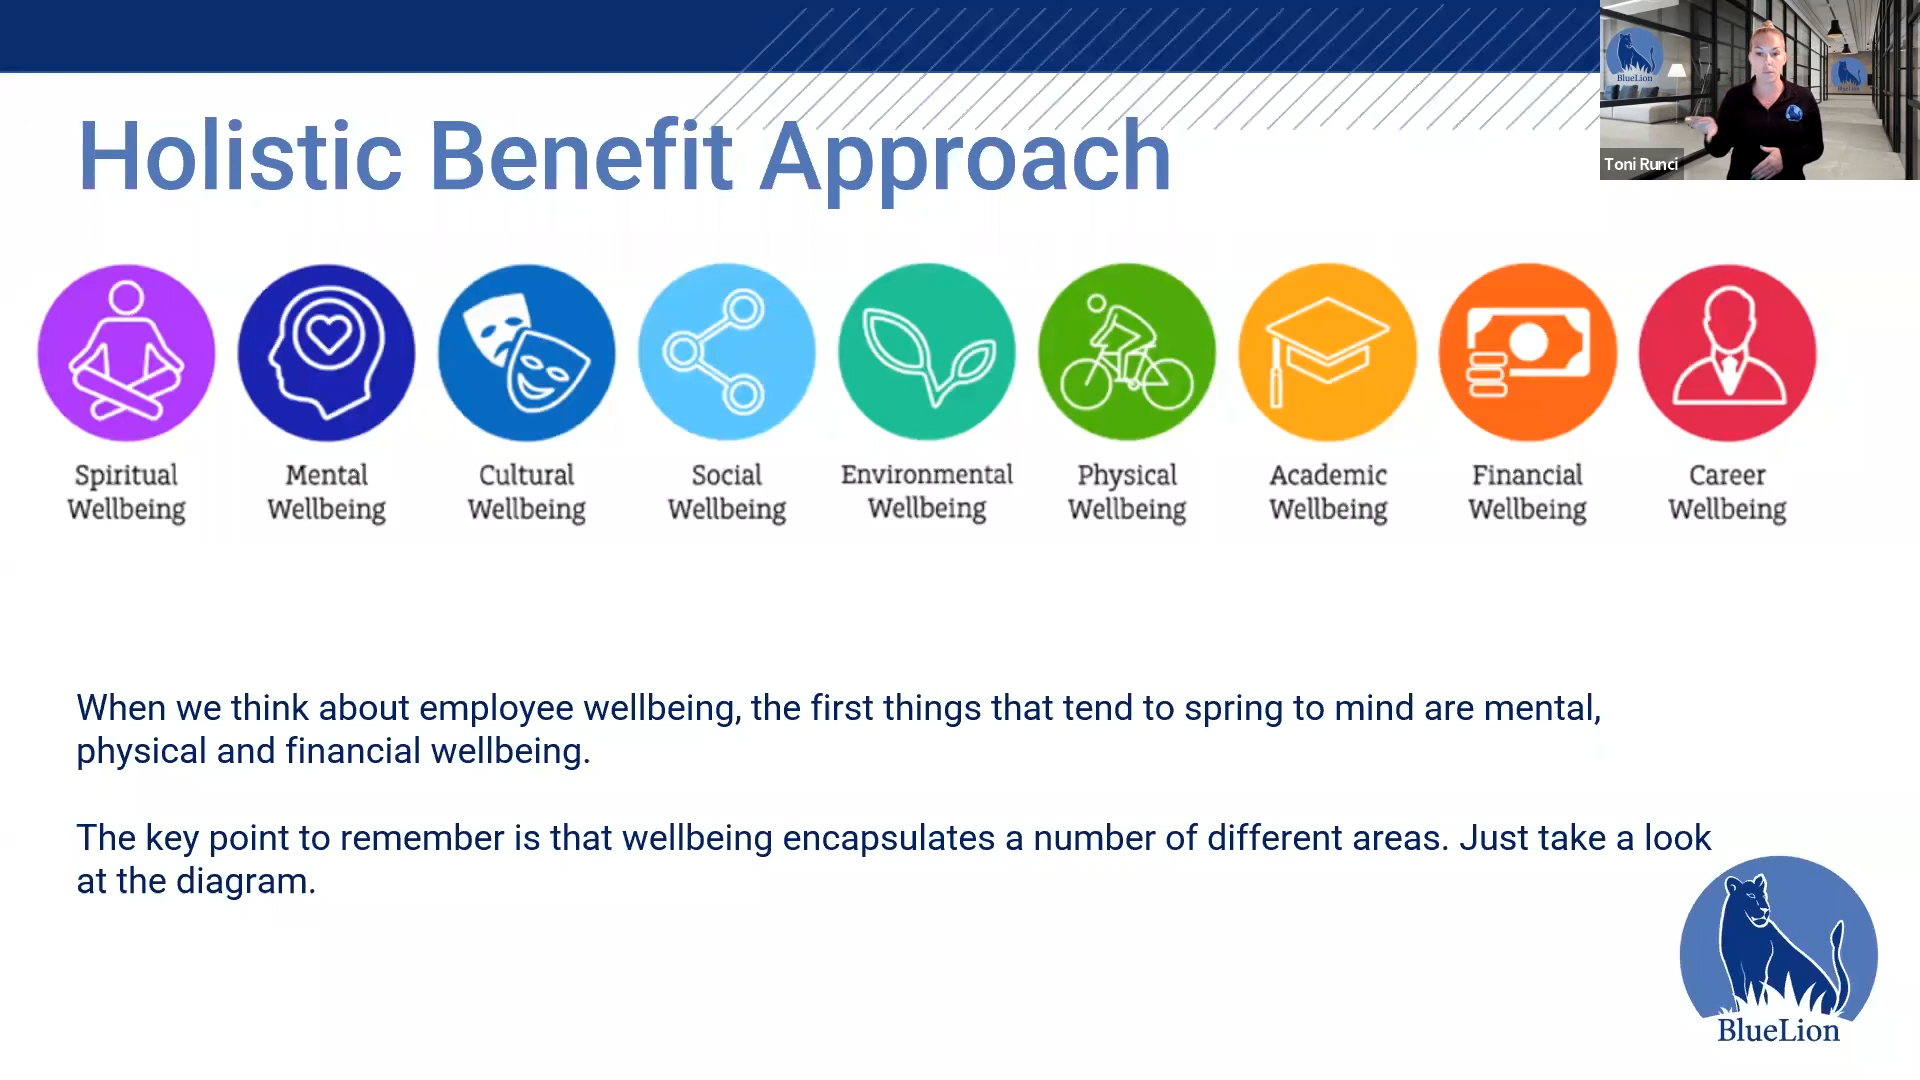 Holistic Benefit Approach
BlueLion
Toni Runci
Spiritual
Wellbeing
Mental
Wellbeing
Cultural
Wellbeing
Social
Wellbeing
Environmental
Wellbeing
Physical
Wellbeing
Academic
Wellbeing
Financial
Wellbeing
Career
Wellbeing
When we think about employee wellbeing, the first things that tend to spring to mind are mental,
physical and financial wellbeing.
The key point to remember is that wellbeing encapsulates a number of different areas. Just take a look
at the diagram.
BlueLion